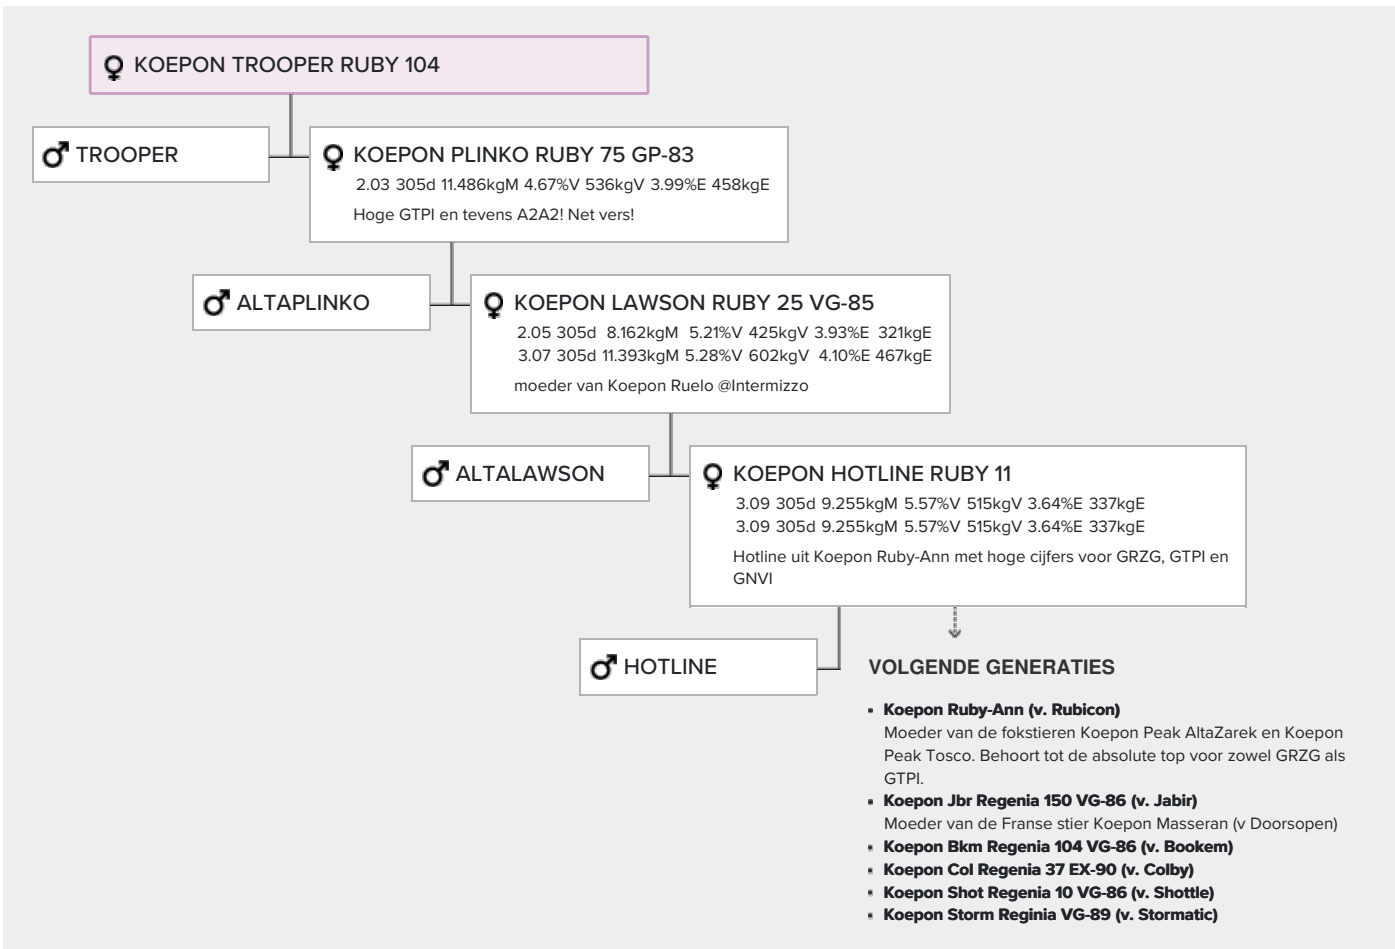 KOEPON TROOPER RUBY 104
TROOPER
KOEPON PLINKO RUBY 75 GP-83
2.03 305d 11.486kgM 4.67%V 536kgV 3.99%E 458kgE
Hoge GTPI en tevens A2A2! Net vers!
ALTAPLINKO
KOEPON LAWSON RUBY 25 VG-85
2.05 305d 8.162kgM 5.21%V 425kgV 3.93%E 321kgE
3.07 305d 11.393kgM 5.28%V 602kgV 4.10%E 467kgE
moeder van Koepon Ruelo @Intermizzo
ALTALAWSON
KOEPON HOTLINE RUBY 11
3.09 305d 9.255kgM 5.57%V 515kgV 3.64%E 337kgE
3.09 305d 9.255kgM 5.57%V 515kgV 3.64%E 337kgE
Hotline uit Koepon Ruby-Ann met hoge cijfers voor GRZG, GTPI en
GNVI
HOTLINE
VOLGENDE GENERATIES
Koepon Ruby-Ann (v. Rubicon)
Moeder van de fokstieren Koepon Peak AltaZarek en Koepon
Peak Tosco. Behoort tot de absolute top voor zowel GRZG als
GTPI.
Koepon Jbr Regenia 150 VG-86 (v. Jabir)
Moeder van de Franse stier Koepon Masseran (v Doorsopen)
Koepon Bkm Regenia 104 VG-86 (v. Bookem)
Koepon Col Regenia 37 EX-90 (v. Colby)
Koepon Shot Regenia 10 VG-86 (v. Shottle)
Koepon Storm Reginia VG-89 (v. Stormatic)